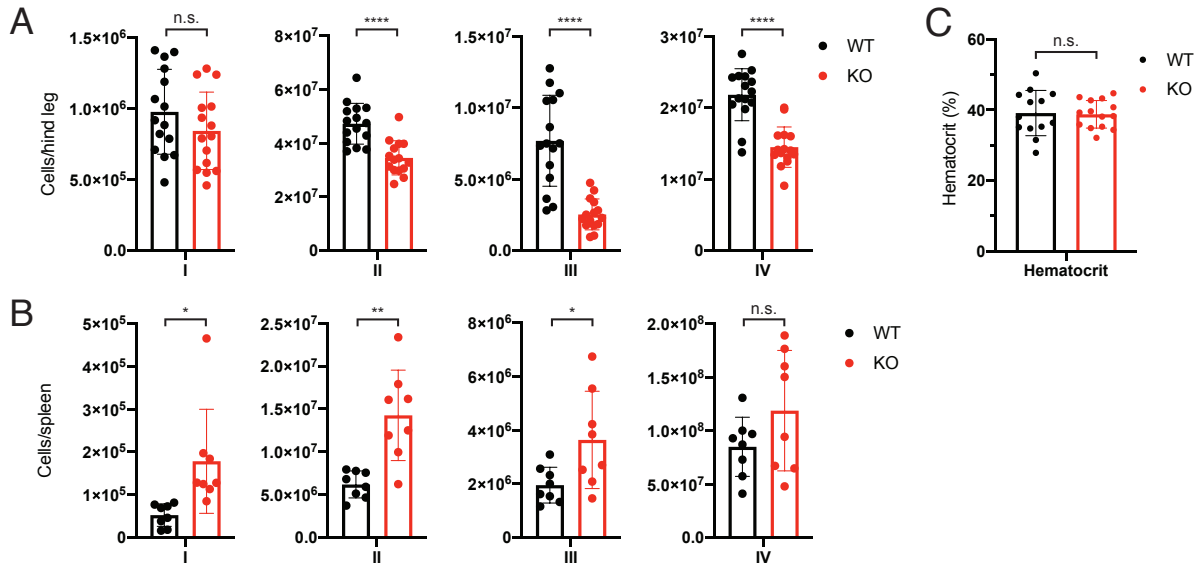 A
n.s.
Cells/hind leg
1.5×10⁶
1.0×10⁶
5.0×10⁵
0.0
I
****
8×10⁷
6×10⁷
4×10⁷
2×10⁷
0
II
****
1.5×10⁷
1.0×10⁷
5.0×10⁶
0.0
III
****
3×10⁷
2×10⁷
1×10⁷
0
IV
WT
KO
C
n.s.
Hematocrit (%)
60
40
20
0
Hematocrit
WT
KO
B
*
Cells/spleen
5×10⁵
4×10⁵
3×10⁵
2×10⁵
1×10⁵
0
I
**
2.5×10⁷
2.0×10⁷
1.5×10⁷
1.0×10⁷
5.0×10⁶
0.0
II
*
8×10⁶
6×10⁶
4×10⁶
2×10⁶
0
III
n.s.
2.0×10⁸
1.5×10⁸
1.0×10⁸
5.0×10⁷
0.0
IV
WT
KO